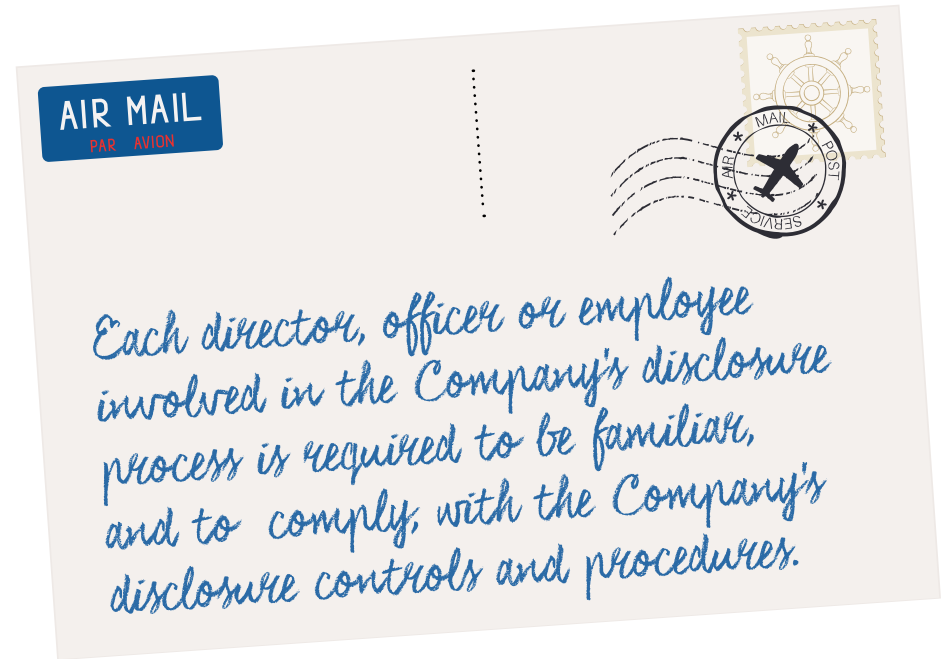 AIR MAIL
PAR AVION
AIR MAIL POST SERVICE
Each director, officer or employee
involved in the Company's disclosure
process is required to be familiar,
and to comply, with the Company's
disclosure controls and procedures.